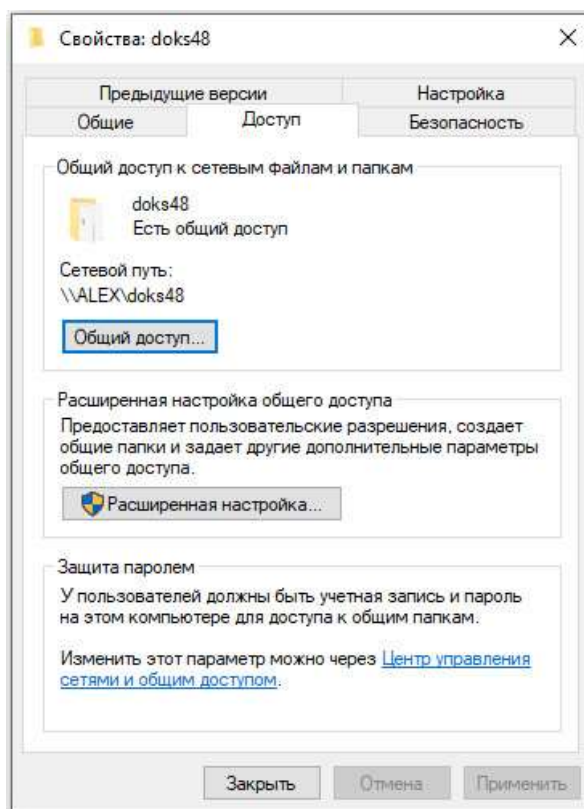 Свойства: doks48
Предыдущие версии
Настройка
Общие
Доступ
Безопасность
Общий доступ к сетевым файлам и папкам
doks48
Есть общий доступ
Сетевой путь:
\\ALEX\doks48
Общий доступ...
Расширенная настройка общего доступа
Предоставляет пользовательские разрешения, создает
общие папки и задает другие дополнительные параметры
общего доступа.
Расширенная настройка...
Защита паролем
У пользователей должны быть учетная запись и пароль
на этом компьютере для доступа к общим папкам.
Изменить этот параметр можно через Центр управления
сетями и общим доступом.
Закрыть
Отмена
Применить